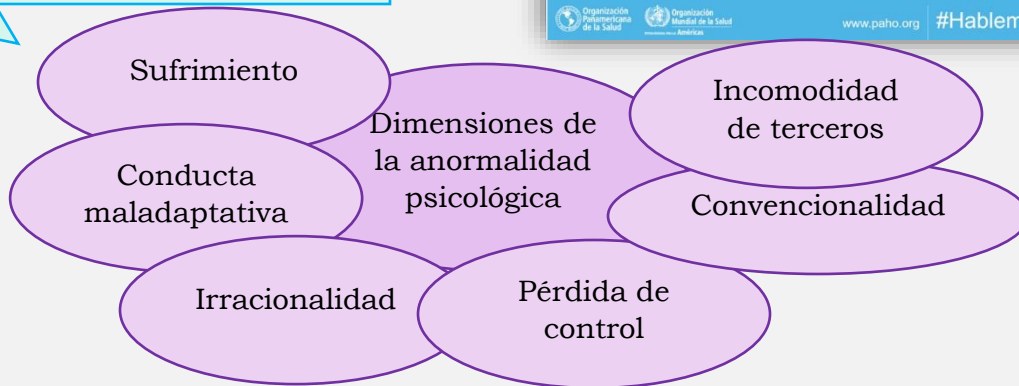 Organización
Panamericana
de la Salud
Organización
Mundial de la Salud
Américas
www.paho.org
#Hablem
Sufrimiento
Incomodidad
de terceros
Dimensiones de
la anormalidad
psicológica
Conducta
maladaptativa
Convencionalidad
Irracionalidad
Pérdida de
control